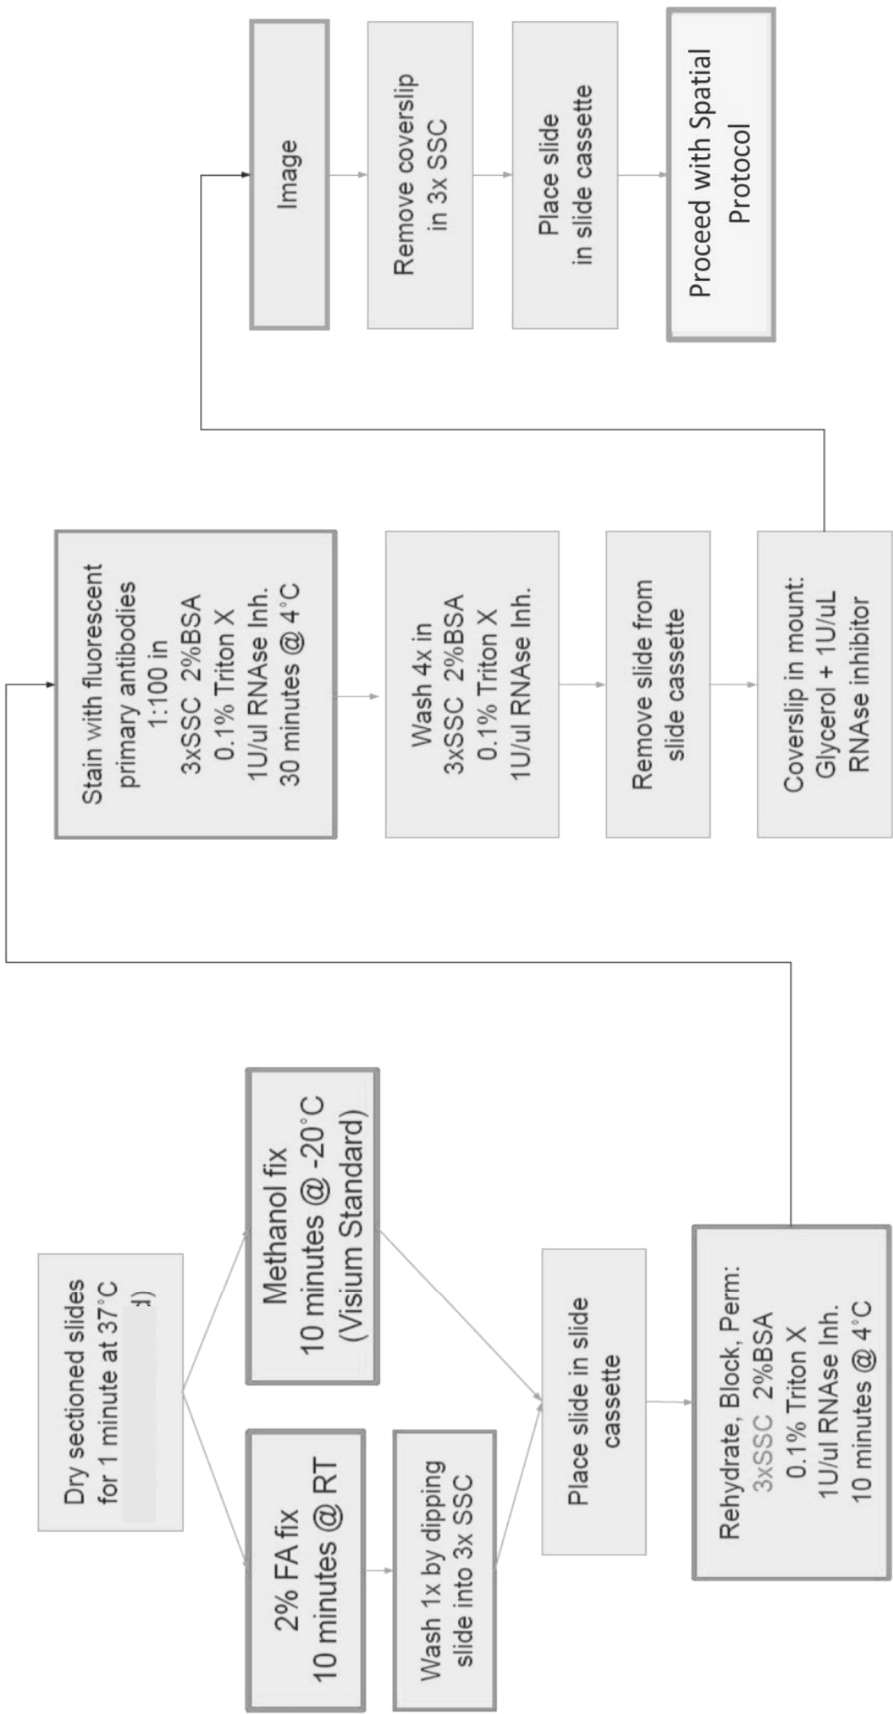 Dry sectioned slides
for 1 minute at 37°C
2% FA fix
10 minutes @ RT
Methanol fix
10 minutes @ -20°C
(Visium Standard)
Wash 1x by dipping
slide into 3x SSC
Place slide in slide
cassette
Rehydrate, Block, Perm:
3xSSC 2%BSA
0.1% Triton X
1U/ul RNAse Inh.
10 minutes @ 4°C
Stain with fluorescent
primary antibodies
1:100 in
3xSSC 2%BSA
0.1% Triton X
1U/ul RNAse Inh.
30 minutes @ 4°C
Wash 4x in
3xSSC 2%BSA
0.1% Triton X
1U/ul RNAse Inh.
Remove slide from
slide cassette
Coverslip in mount:
Glycerol + 1U/uL
RNAse inhibitor
Image
Remove coverslip
in 3x SSC
Place slide
in slide cassette
Proceed with Spatial
Protocol